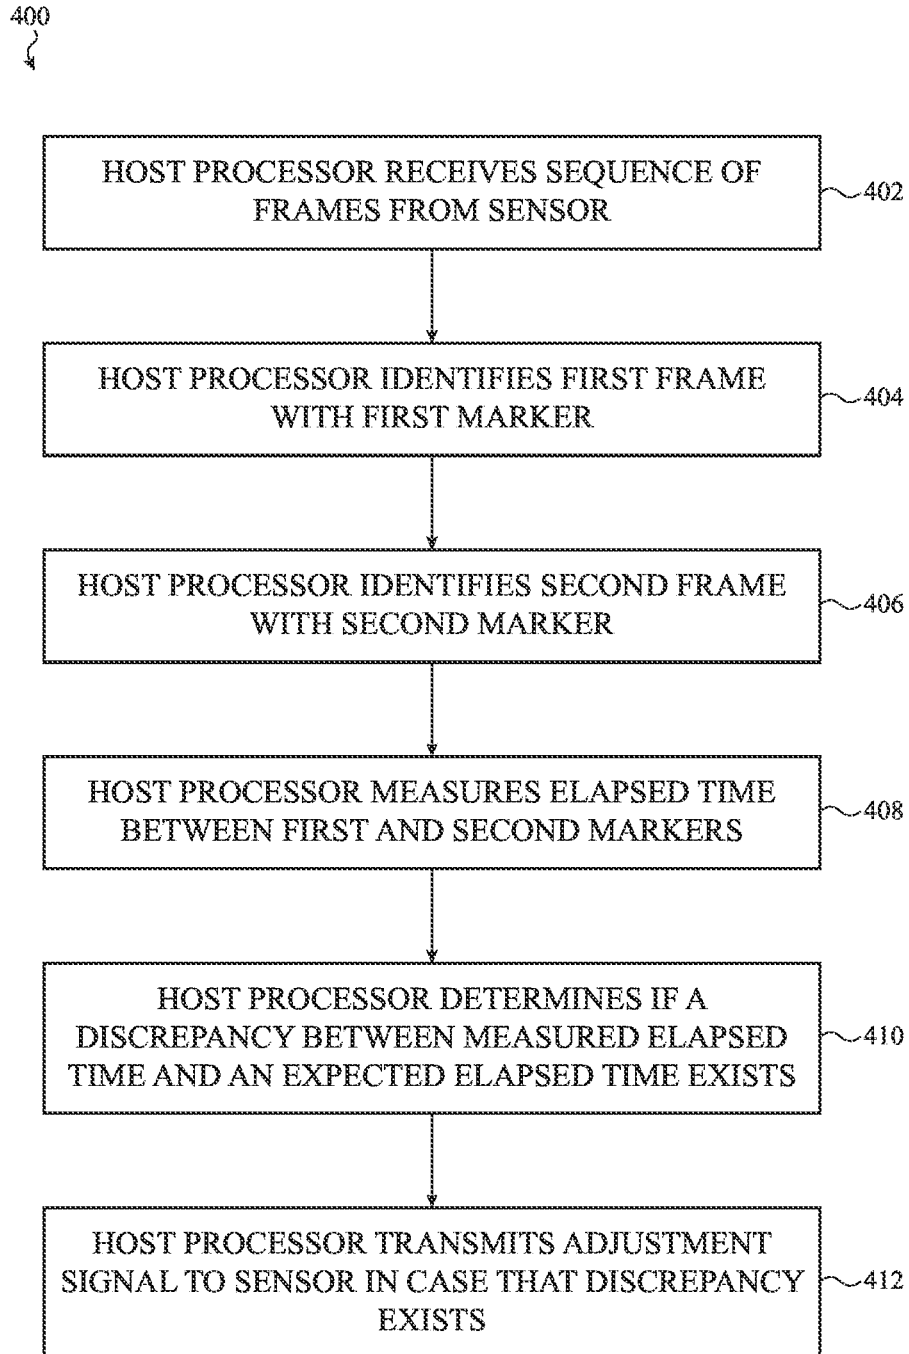 400
HOST PROCESSOR RECEIVES SEQUENCE OF
FRAMES FROM SENSOR
402
HOST PROCESSOR IDENTIFIES FIRST FRAME
WITH FIRST MARKER
404
HOST PROCESSOR IDENTIFIES SECOND FRAME
WITH SECOND MARKER
406
HOST PROCESSOR MEASURES ELAPSED TIME
BETWEEN FIRST AND SECOND MARKERS
408
HOST PROCESSOR DETERMINES IF A
DISCREPANCY BETWEEN MEASURED ELAPSED
TIME AND AN EXPECTED ELAPSED TIME EXISTS
410
HOST PROCESSOR TRANSMITS ADJUSTMENT
SIGNAL TO SENSOR IN CASE THAT DISCREPANCY
EXISTS
412